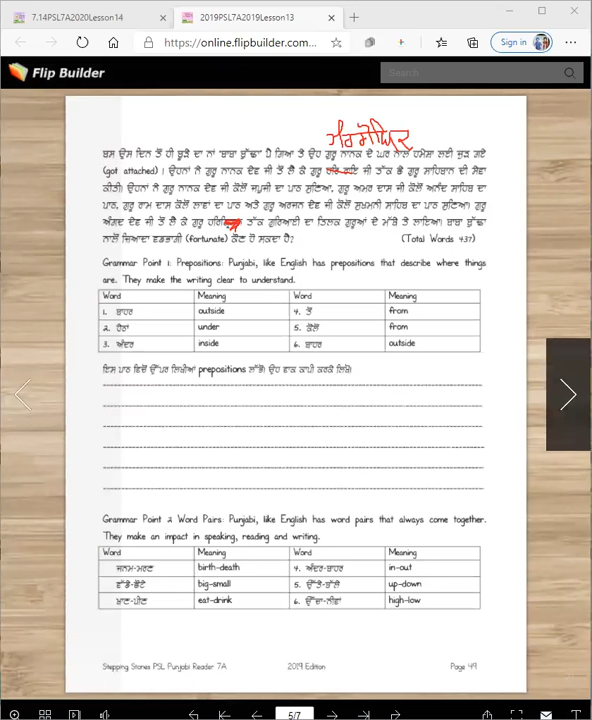 7.14PSL7A2020Lesson14
2019PSL7A2019Lesson13
https://online.flipbuilder.com...
Sign in
Flip Builder
Search
ਬਸ ਉਸ ਦਿਨ ਤੋਂ ਹੀ ਬੂੜੇ ਦਾ ਨਾਂ 'ਬਾਬਾ ਬੁੱਢਾ' ਪੈ ਗਿਆ ਤੇ ਉਹ ਗੁਰੂ ਨਾਨਕ ਦੇ ਘਰ ਨਾਲ ਹਮੇਸ਼ਾ ਲਈ ਜੁੜ ਗਏ
(got attached) । ਉਹਨਾਂ ਨੇ ਗੁਰੂ ਨਾਨਕ ਦੇਵ ਜੀ ਤੋਂ ਲੈ ਕੇ ਗੁਰੂ ਹਰਿ ਰਾਇ ਜੀ ਤੱਕ ਛੇ ਗੁਰੂ ਸਾਹਿਬਾਨ ਦੀ ਸੇਵਾ
ਕੀਤੀ। ਉਹਨਾਂ ਨੇ ਗੁਰੂ ਨਾਨਕ ਦੇਵ ਜੀ ਕੋਲੋਂ ਜਪੁਜੀ ਦਾ ਪਾਠ ਸੁਣਿਆ, ਗੁਰੂ ਅਮਰ ਦਾਸ ਜੀ ਕੋਲੋਂ ਅਨੰਦ ਸਾਹਿਬ ਦਾ
ਪਾਠ, ਗੁਰੂ ਰਾਮ ਦਾਸ ਕੋਲੋਂ ਲਾਵਾਂ ਦਾ ਪਾਠ ਅਤੇ ਗੁਰੂ ਅਰਜਨ ਦੇਵ ਜੀ ਕੋਲੋਂ ਸੁਖਮਨੀ ਸਾਹਿਬ ਦਾ ਪਾਠ ਸੁਣਿਆ। ਗੁਰੂ
ਅੰਗਦ ਦੇਵ ਜੀ ਤੋਂ ਲੈ ਕੇ ਗੁਰੂ ਤੱਕ ਗੁਰਿਆਈ ਦਾ ਤਿਲਕ ਗੁਰੂਆਂ ਦੇ ਮੱਥੇ ਤੇ ਲਾਇਆ। ਬਾਬਾ ਬੁੱਢਾ
ਨਾਲੋਂ ਜ਼ਿਆਦਾ ਵਡਭਾਗੀ (fortunate) ਕੌਣ ਹੋ ਸਕਦਾ ਹੈ? (Total Words 437)
Grammar Point 1: Prepositions: Punjabi, like English has prepositions that describe where things
are. They make the writing clear to understand.
Word Meaning Word Meaning
1. ਬਾਹਰ outside 4. ਤੋਂ from
2. ਹੇਠਾਂ under 5. ਕੋਲੋਂ from
3. ਅੰਦਰ inside 6. ਬਾਹਰ outside
ਇਸ ਪਾਠ ਵਿਚੋਂ ਉੱਪਰ ਲਿਖੀਆਂ prepositions ਲੱਭੋ। ਉਹ ਵਾਕ ਕਾਪੀ ਕਰਕੇ ਲਿਖੋ।
Grammar Point 2: Word Pairs: Punjabi, like English has word pairs that always come together.
They make an impact in speaking, reading and writing.
Word Meaning Word Meaning
ਜਨਮ-ਮਰਣ birth-death 4. ਅੰਦਰ-ਬਾਹਰ in-out
ਵੱਡੇ-ਛੋਟੇ big-small 5. ਉੱਤੇ-ਥੱਲੇ up-down
ਖਾਣ-ਪੀਣ eat-drink 6. ਉੱਚਾ-ਨੀਵਾਂ high-low
Stepping Stones PSL Punjabi Reader 7A 2019 Edition Page 49
5/7